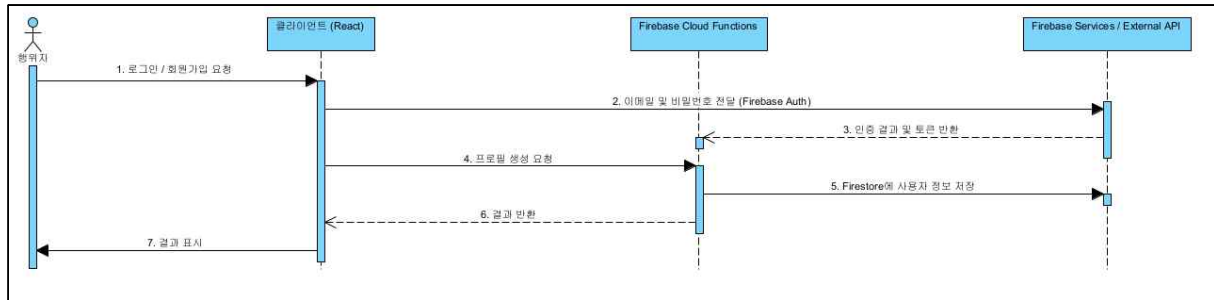 클라이언트 (React)
Firebase Cloud Functions
Firebase Services / External API
행위자
1. 로그인 / 회원가입 요청
2. 이메일 및 비밀번호 전달 (Firebase Auth)
3. 인증 결과 및 토큰 반환
4. 프로필 생성 요청
5. Firestore에 사용자 정보 저장
6. 결과 반환
7. 결과 표시